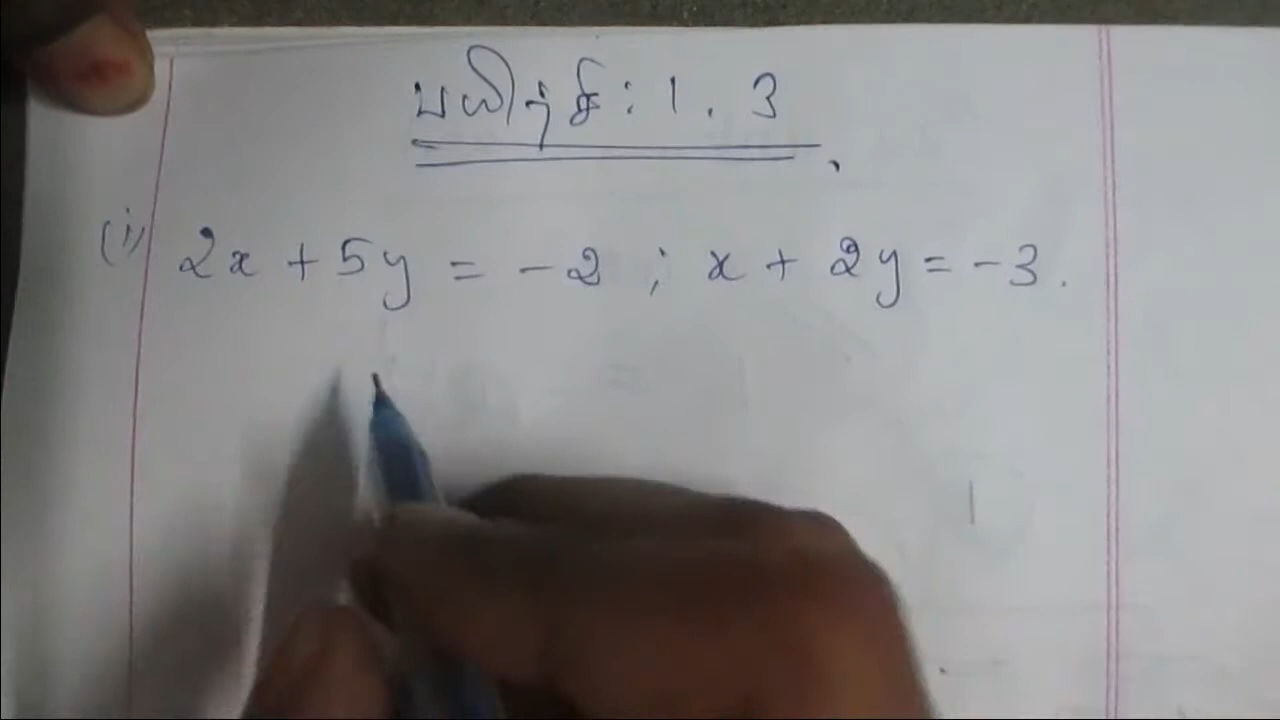 பயிற்சி : 1 . 3 .
(i) 2x + 5y = -2 ; x + 2y = -3 .